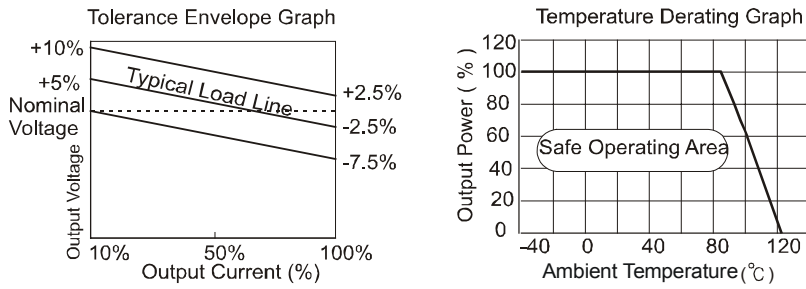 Tolerance Envelope Graph
+10%
+5%
Nominal
Voltage
Output Voltage
Typical Load Line
+2.5%
-2.5%
-7.5%
10%
50%
100%
Output Current (%)
Temperature Derating Graph
Output Power ( % )
120
100
80
60
40
20
0
Safe Operating Area
-40
0
40
80
120
Ambient Temperature(℃)